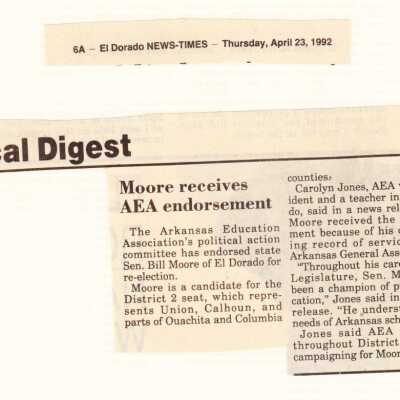 6A — El Dorado NEWS-TIMES — Thursday, April 23, 1992
cal Digest
Moore receives
AEA endorsement
The Arkansas Education
Association's political action
committee has endorsed state
Sen. Bill Moore of El Dorado for
re-election.
Moore is a candidate for the
District 2 seat, which repre-
sents Union, Calhoun, and
parts of Ouachita and Columbia
counties.
Carolyn Jones, AEA
ident and a teacher in
do, said in a news rel
Moore received the
ment because of his
ing record of servic
Arkansas General Ass
"Throughout his car
Legislature, Sen. M
been a champion of p
cation," Jones said in
release. "He underst
needs of Arkansas sch
Jones said AEA
throughout District
campaigning for Moor